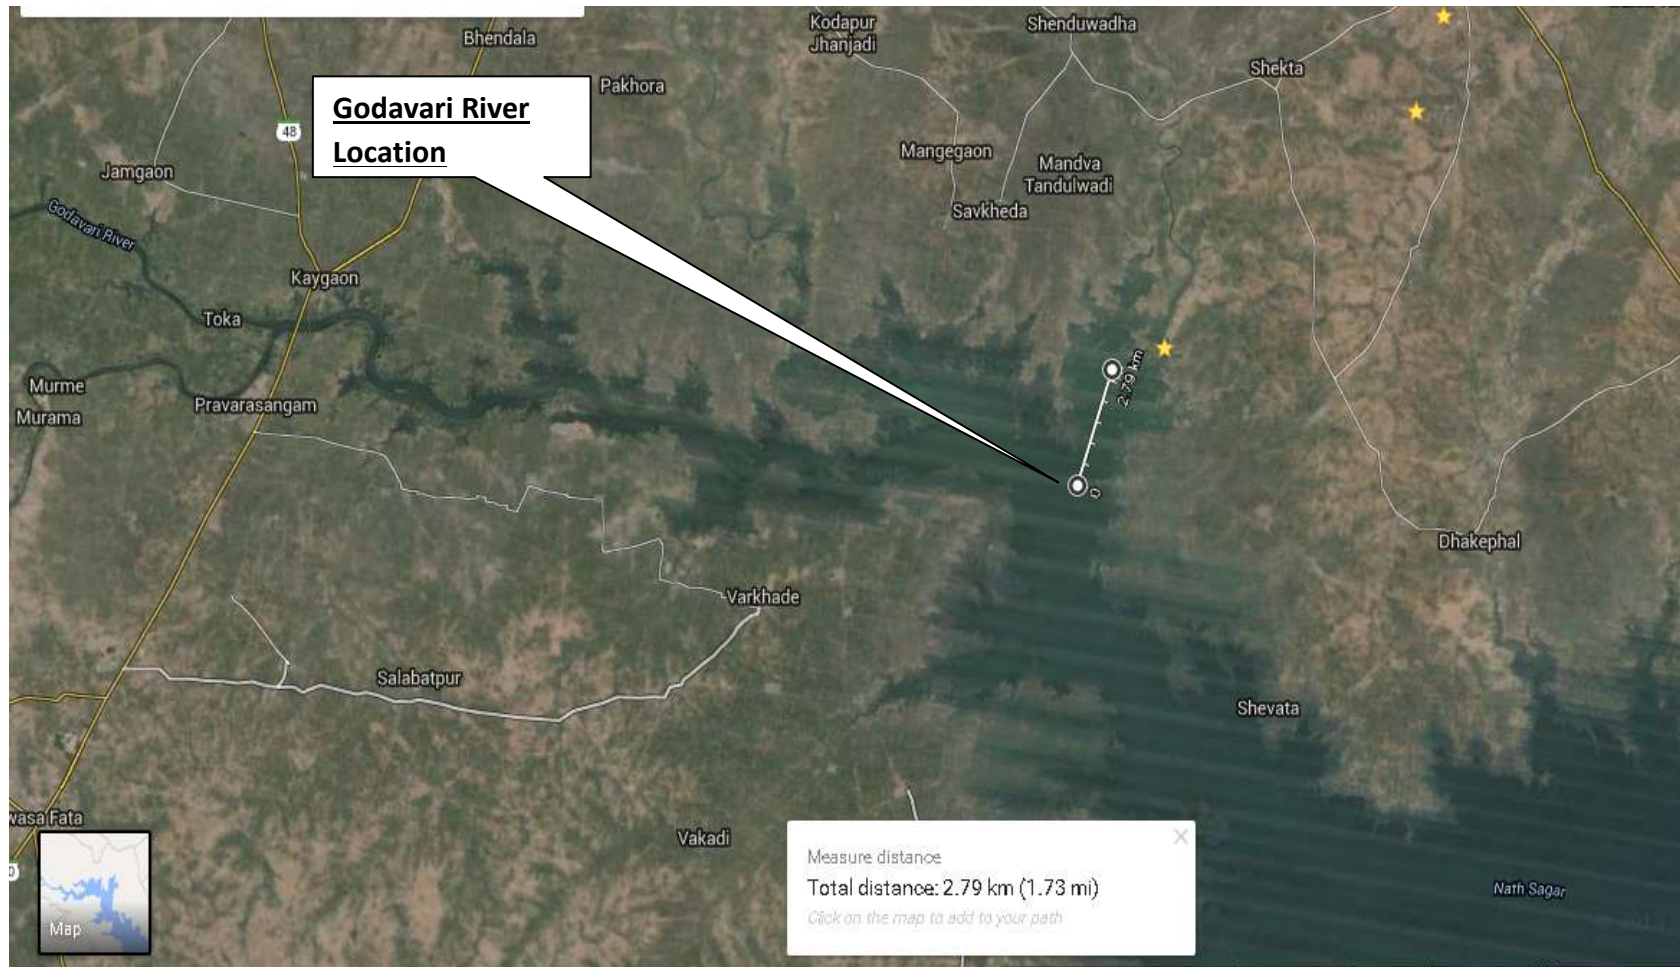 Bhendala
Kodapur
Jhanjadi
Shenduwadha
Shekta
Pakhora
Godavari River
Location
48
Jamgaon
Mangegaon
Mandva
Tandulwadi
Savkheda
Godavari River
Kaygaon
Toka
2.79 km
Murme
Murama
Pravarasangam
0
Dhakephal
Varkhade
Salabatpur
Shevata
wasa Fata
Vakadi
Measure distance
Total distance: 2.79 km (1.73 mi)
Click on the map to add to your path
Nath Sagar
Map